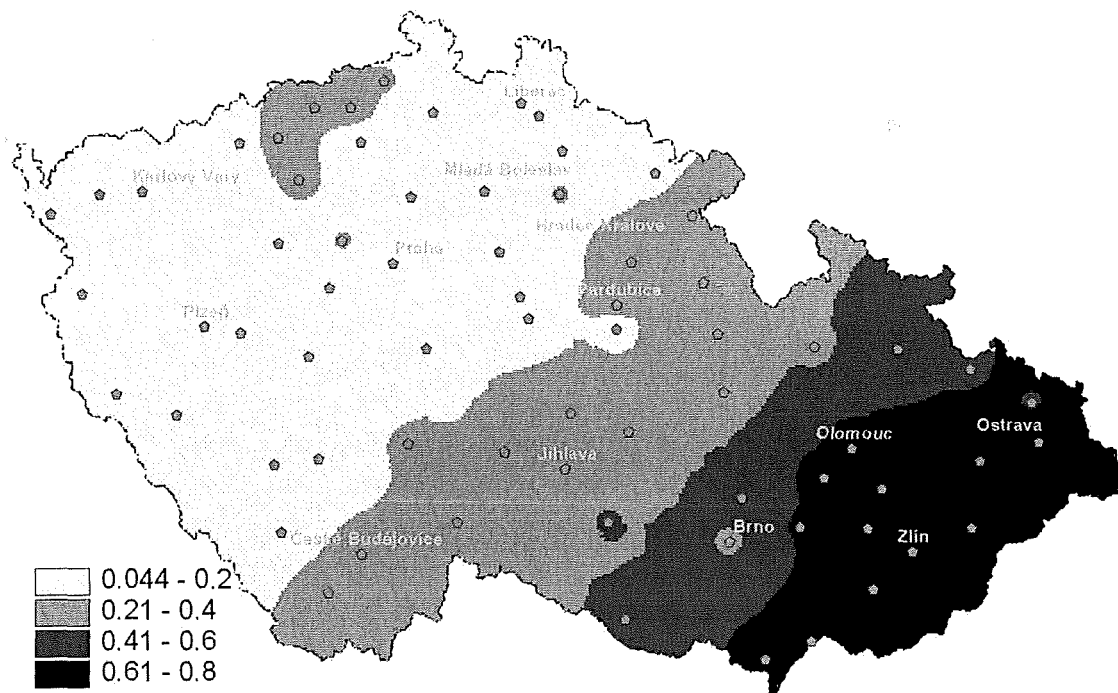 Liberec
Karlovy Vary
Mladá Boleslav
Hradec Králové
Praha
Pardubice
Plzeň
Olomouc
Ostrava
Jihlava
Brno
Zlín
České Budějovice
0.044 - 0.2
0.21 - 0.4
0.41 - 0.6
0.61 - 0.8